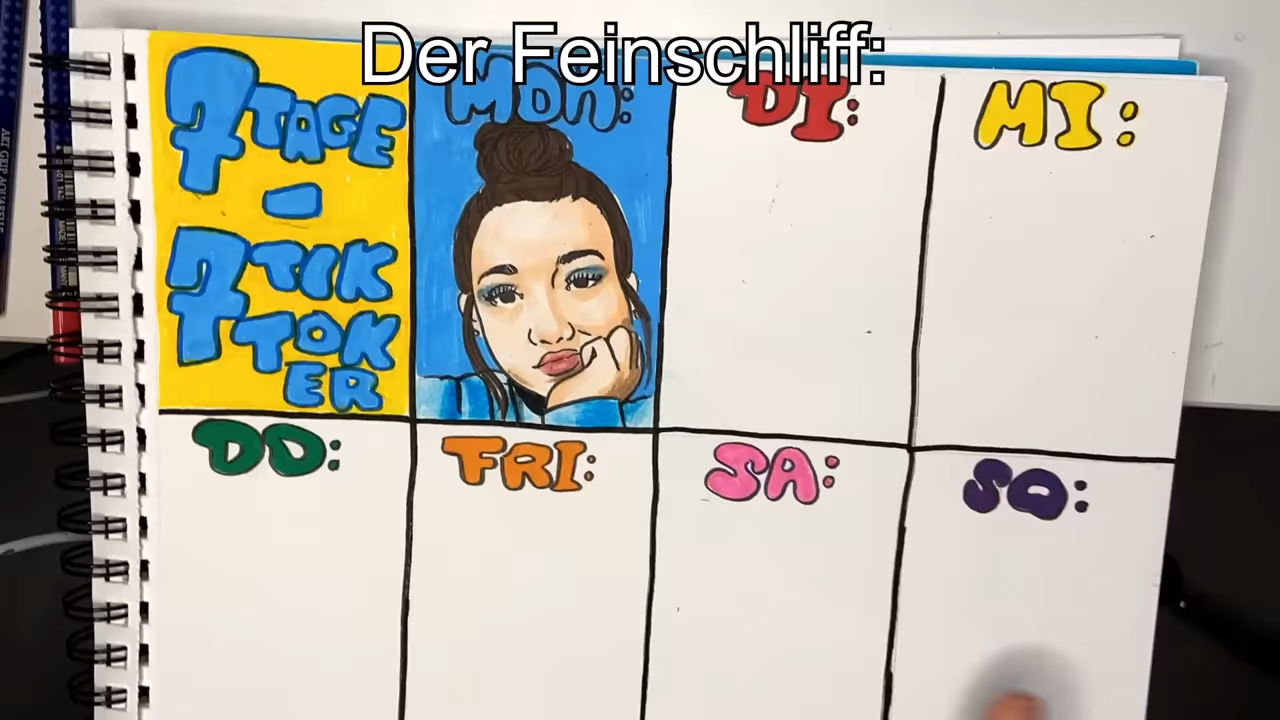 Der Feinschliff:
7 TAGE
-
7 TIK
TOK
ER
MON:
DI:
MI:
DO:
FRI:
SA:
SO: